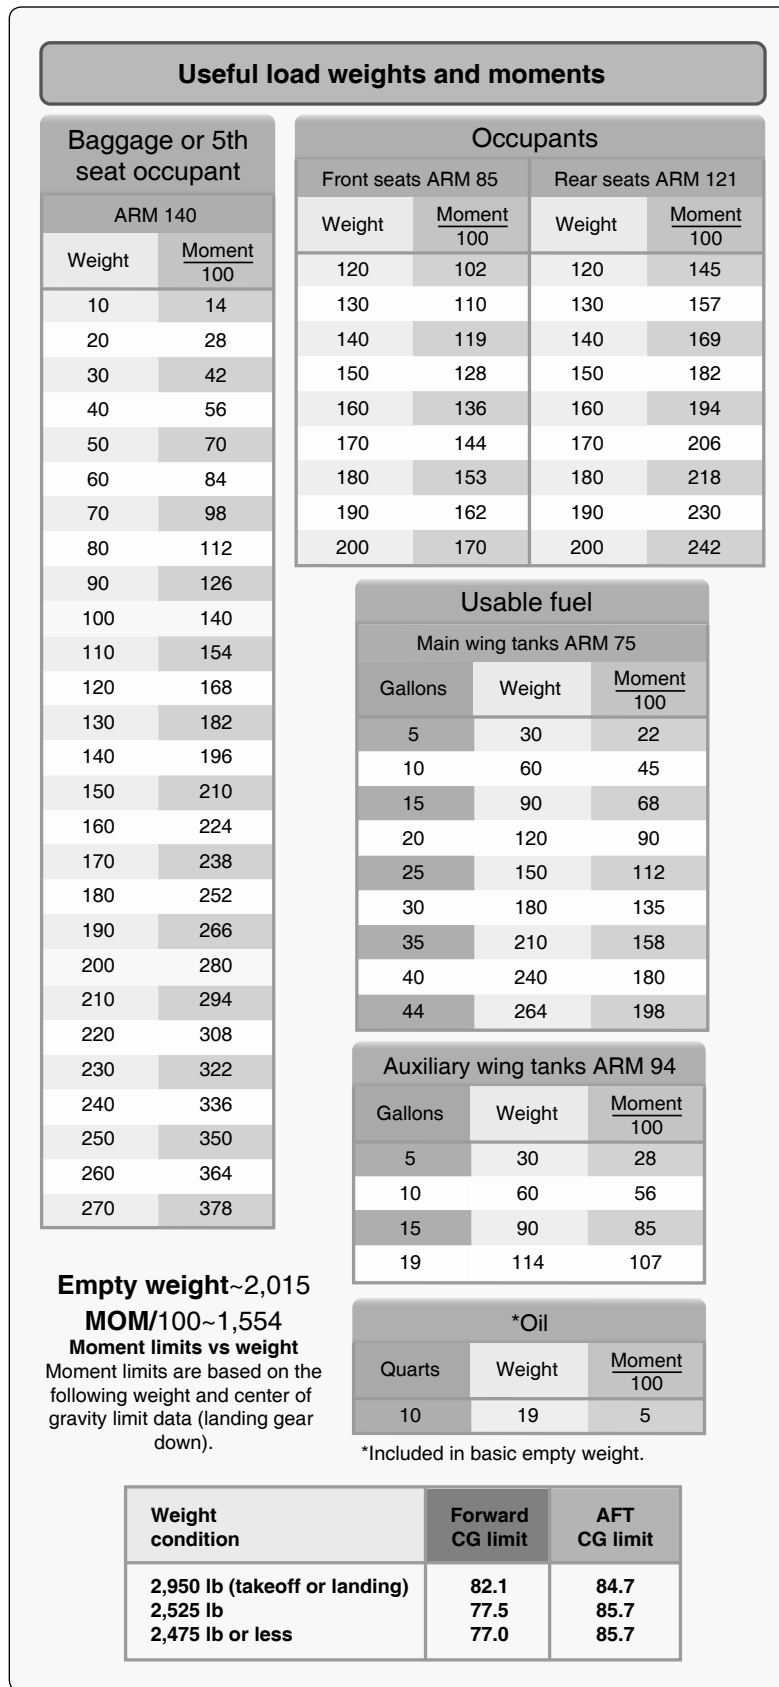 Useful load weights and moments
Baggage or 5th
seat occupant
ARM 140
Weight Moment
100
10 14
20 28
30 42
40 56
50 70
60 84
70 98
80 112
90 126
100 140
110 154
120 168
130 182
140 196
150 210
160 224
170 238
180 252
190 266
200 280
210 294
220 308
230 322
240 336
250 350
260 364
270 378
Occupants
Front seats ARM 85 Rear seats ARM 121
Weight Moment Weight Moment
100 100
120 102 120 145
130 110 130 157
140 119 140 169
150 128 150 182
160 136 160 194
170 144 170 206
180 153 180 218
190 162 190 230
200 170 200 242
Usable fuel
Main wing tanks ARM 75
Gallons Weight Moment
100
5 30 22
10 60 45
15 90 68
20 120 90
25 150 112
30 180 135
35 210 158
40 240 180
44 264 198
Auxiliary wing tanks ARM 94
Gallons Weight Moment
100
5 30 28
10 60 56
15 90 85
19 114 107
*Oil
Quarts Weight Moment
100
10 19 5
*Included in basic empty weight.
Empty weight~2,015
MOM/100~1,554
Moment limits vs weight
Moment limits are based on the
following weight and center of
gravity limit data (landing gear
down).
Weight Forward AFT
condition CG limit CG limit
2,950 lb (takeoff or landing) 82.1 84.7
2,525 lb 77.5 85.7
2,475 lb or less 77.0 85.7